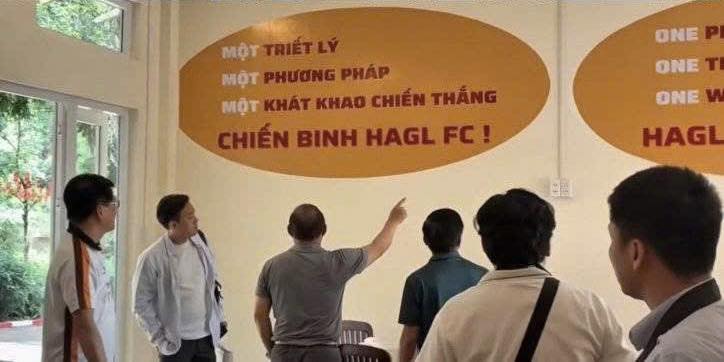 MỘT TRIẾT LÝ
MỘT PHƯƠNG PHÁP
MỘT KHÁT KHAO CHIẾN THẮNG
CHIẾN BINH HAGL FC !
ONE
ONE
ONE
HAGL